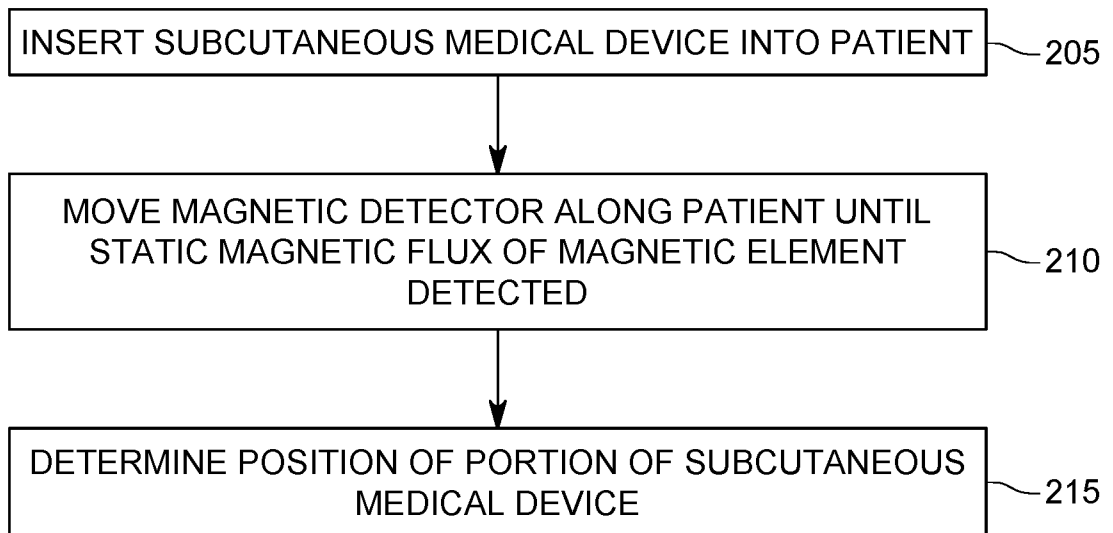 INSERT SUBCUTANEOUS MEDICAL DEVICE INTO PATIENT
205
MOVE MAGNETIC DETECTOR ALONG PATIENT UNTIL
STATIC MAGNETIC FLUX OF MAGNETIC ELEMENT
DETECTED
210
DETERMINE POSITION OF PORTION OF SUBCUTANEOUS
MEDICAL DEVICE
215